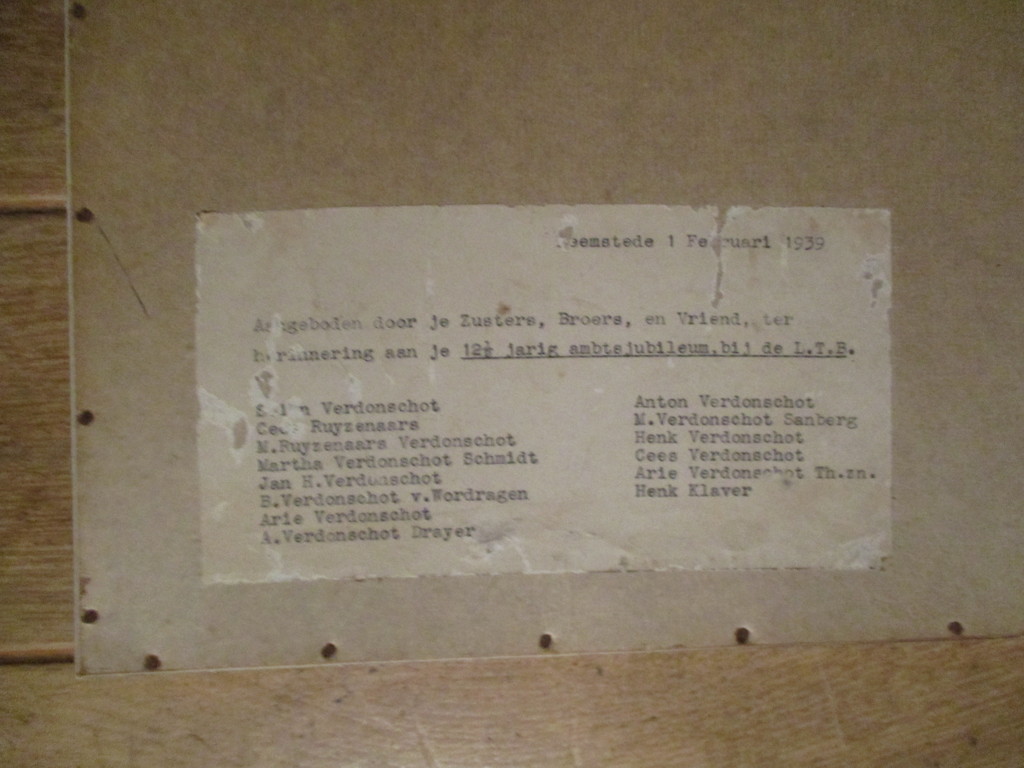 Heemstede 1 Februari 1939
Aangeboden door je Zusters, Broers, en Vriend, ter
herinnering aan je 12½ jarig ambtsjubileum.bij de L.T.B.
Verdonschot
Cees Ruyzenaars
M.Ruyzenaars Verdonschot
Martha Verdonschot Schmidt
Jan H.Verdonschot
B.Verdonschot v.Wordragen
Arie Verdonschot
A.Verdonschot Drayer
Anton Verdonschot
M.Verdonschot Sanberg
Henk Verdonschot
Cees Verdonschot
Arie Verdonschot Th.zn.
Henk Klaver